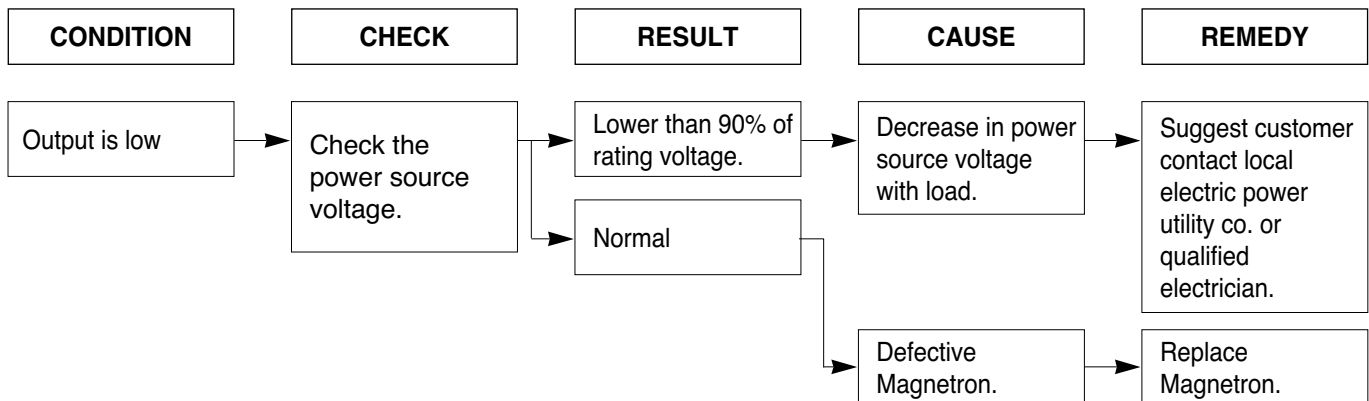 CONDITION
CHECK
RESULT
CAUSE
REMEDY
Output is low
Check the
power source
voltage.
Lower than 90% of
rating voltage.
Decrease in power
source voltage
with load.
Suggest customer
contact local
electric power
utility co. or
qualified
electrician.
Normal
Defective
Magnetron.
Replace
Magnetron.